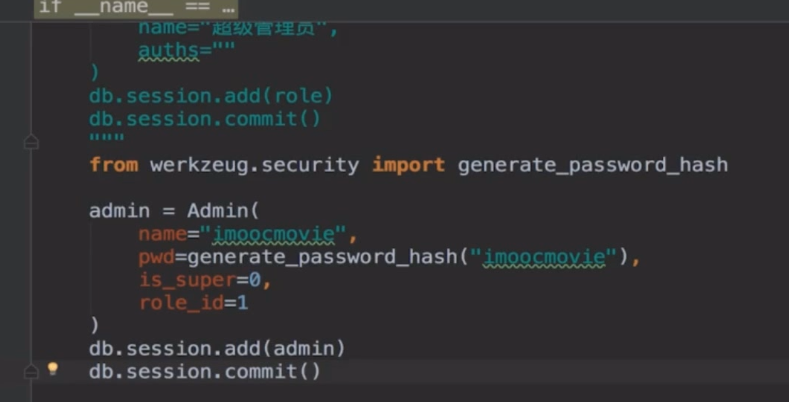 if __name__ == …
name="超级管理员",
auths=""
)
db.session.add(role)
db.session.commit()
"""
from werkzeug.security import generate_password_hash
admin = Admin(
name="imoocmovie",
pwd=generate_password_hash("imoocmovie"),
is_super=0,
role_id=1
)
db.session.add(admin)
db.session.commit()